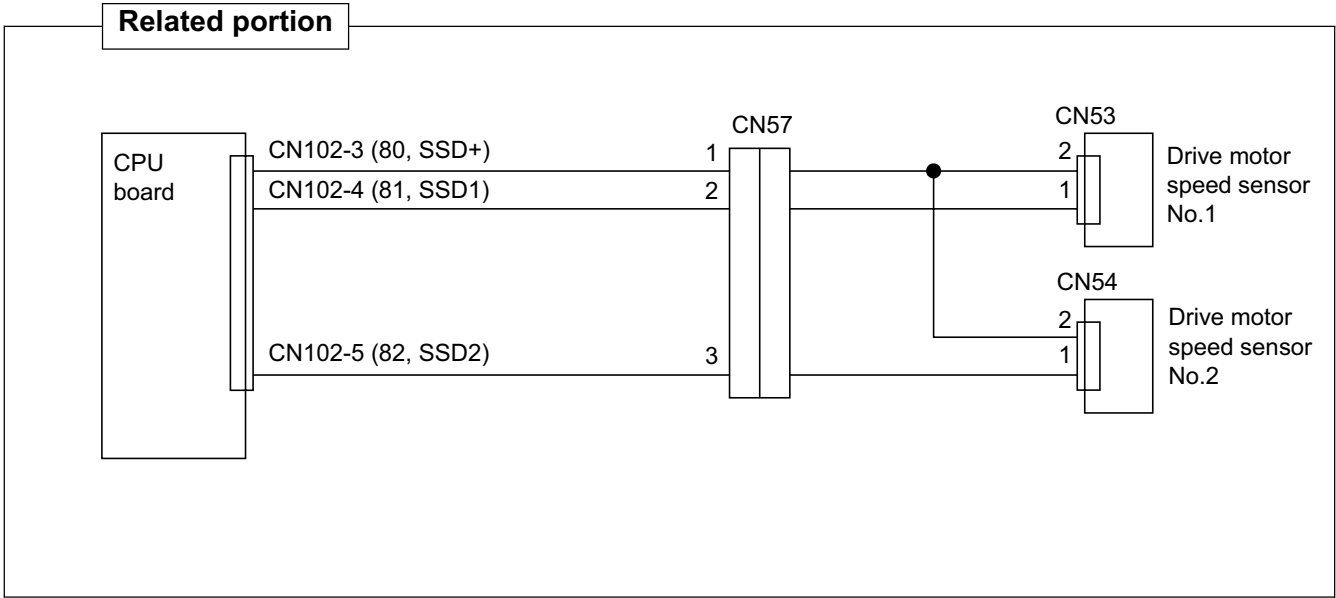 Related portion
CPU
board
CN102-3 (80, SSD+)
CN102-4 (81, SSD1)
CN102-5 (82, SSD2)
CN57
1
2
3
CN53
2
1
Drive motor
speed sensor
No.1
CN54
2
1
Drive motor
speed sensor
No.2